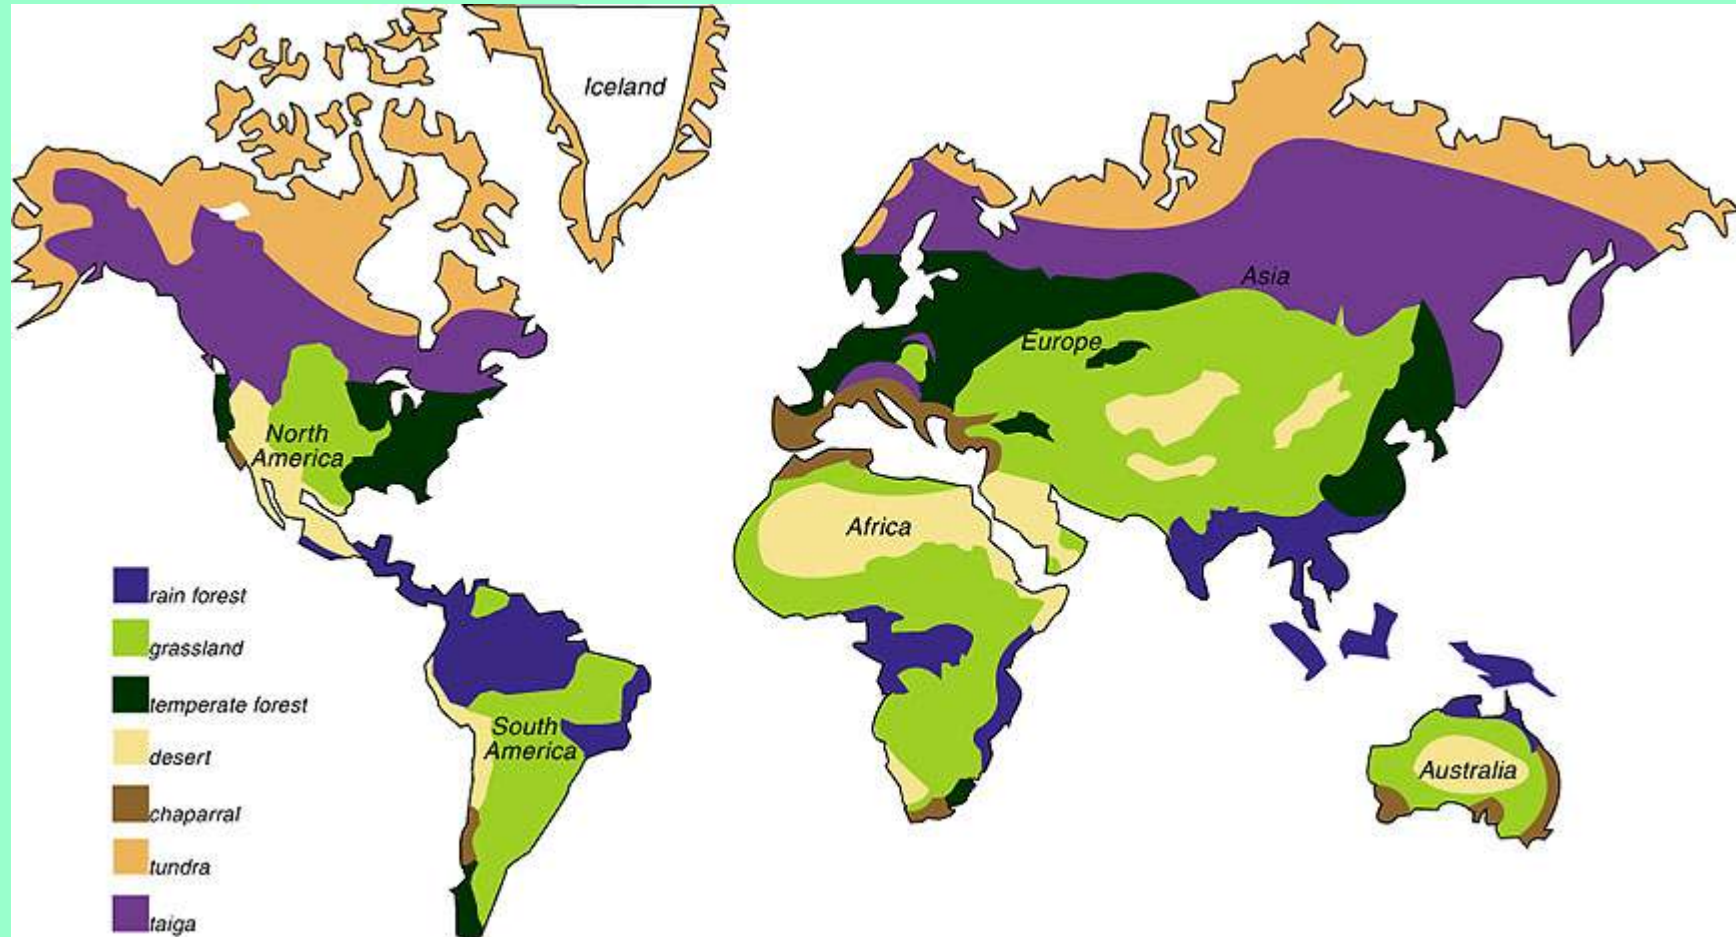 Iceland
Asia
Europe
North
America
Africa
South
America
Australia
rain forest
grassland
temperate forest
desert
chaparral
tundra
taiga